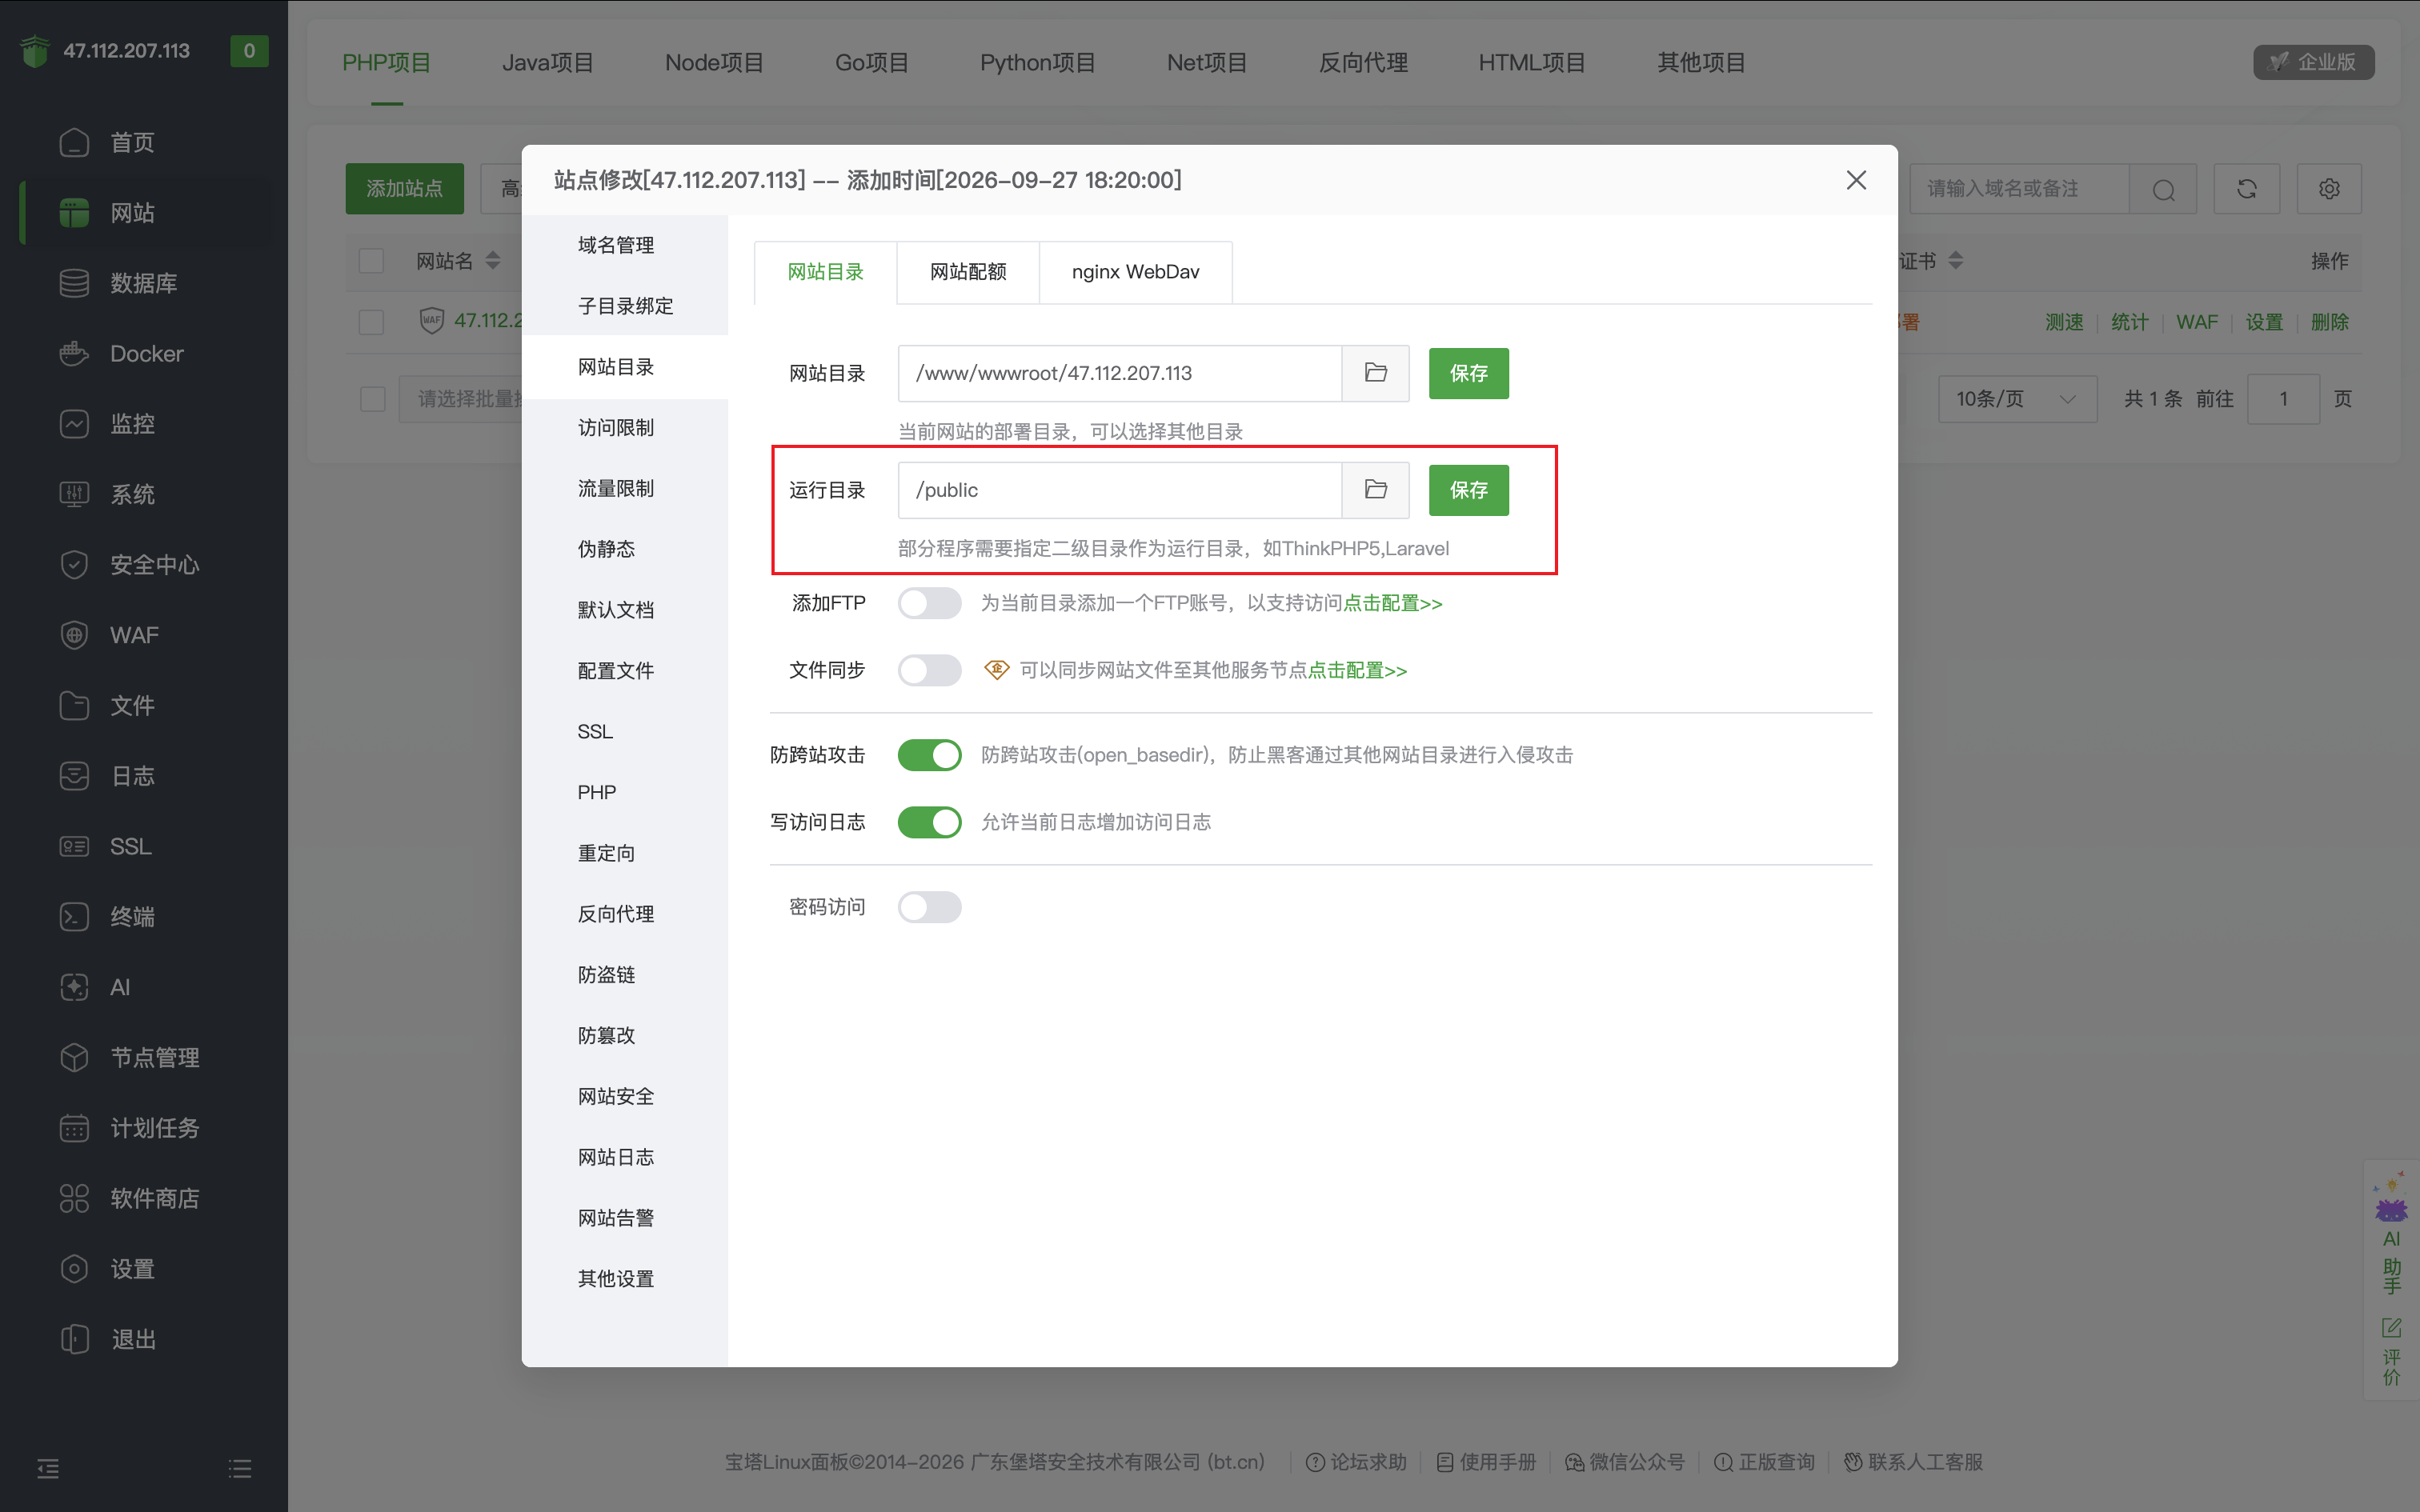 47.112.207.113 0
首页
网站
数据库
Docker
监控
系统
安全中心
WAF
文件
日志
SSL
终端
AI
节点管理
计划任务
软件商店
设置
退出
PHP项目 Java项目 Node项目 Go项目 Python项目 Net项目 反向代理 HTML项目 其他项目 企业版
添加站点 高 请输入域名或备注
网站名 证书 操作
WAF 47.112.2 署 测速 统计 WAF 设置 删除
请选择批量 10条/页 共 1 条 前往 1 页
站点修改[47.112.207.113] -- 添加时间[2026-09-27 18:20:00]
域名管理
子目录绑定
网站目录
访问限制
流量限制
伪静态
默认文档
配置文件
SSL
PHP
重定向
反向代理
防盗链
防篡改
网站安全
网站日志
网站告警
其他设置
网站目录 网站配额 nginx WebDav
网站目录 /www/wwwroot/47.112.207.113 保存
当前网站的部署目录，可以选择其他目录
运行目录 /public 保存
部分程序需要指定二级目录作为运行目录，如ThinkPHP5,Laravel
添加FTP 为当前目录添加一个FTP账号，以支持访问点击配置>>
文件同步 企 可以同步网站文件至其他服务节点点击配置>>
防跨站攻击 防跨站攻击(open_basedir)，防止黑客通过其他网站目录进行入侵攻击
写访问日志 允许当前日志增加访问日志
密码访问
AI
助
手
评
价
宝塔Linux面板©2014-2026 广东堡塔安全技术有限公司 (bt.cn) 论坛求助 使用手册 微信公众号 正版查询 联系人工客服